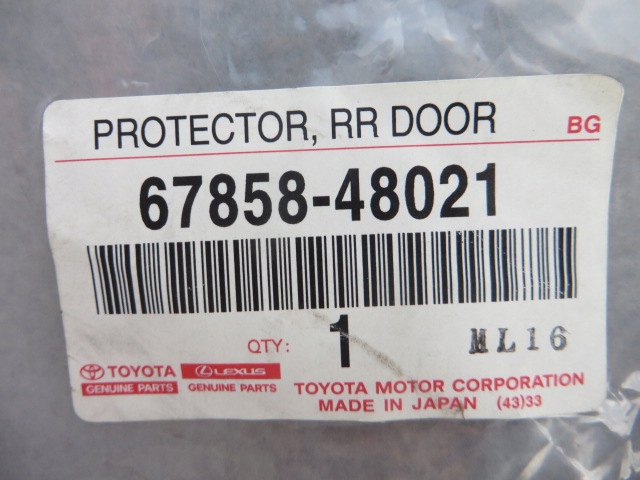 PROTECTOR, RR DOOR BG
67858-48021
QTY: 1 ML16
TOYOTA LEXUS
GENUINE PARTS GENUINE PARTS TOYOTA MOTOR CORPORATION
MADE IN JAPAN (43)33